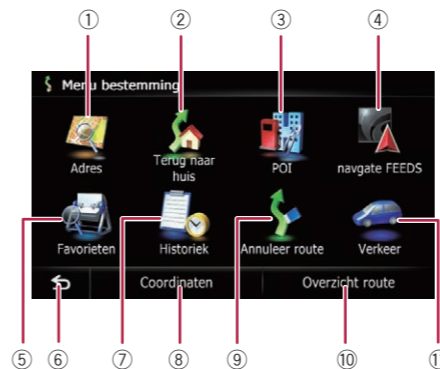 ① ② ③ ④
Menu bestemming
Adres
Terug naar
huis
POI
navgate FEEDS
Favorieten
Historiek
Annuleer route
Verkeer
Coordinaten
Overzicht route
⑤ ⑥ ⑦ ⑧ ⑨ ⑩